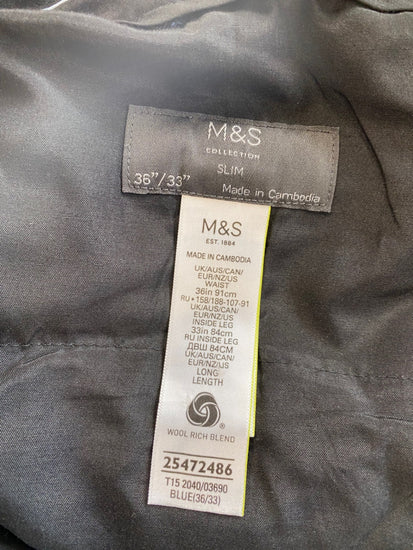 M&S
COLLECTION
SLIM
36"/33" Made in Cambodia
M&S
EST. 1884
MADE IN CAMBODIA
UK/AUS/CAN/
EUR/NZ/US
WAIST
36in 91cm
RU•158/188-107-91
UK/AUS/CAN/
EUR/NZ/US
INSIDE LEG
33in 84cm
RU INSIDE LEG
ДВШ 84СМ
UK/AUS/CAN/
EUR/NZ/US
LONG
LENGTH
WOOL RICH BLEND
25472486
T15 2040/03690
BLUE(36/33)